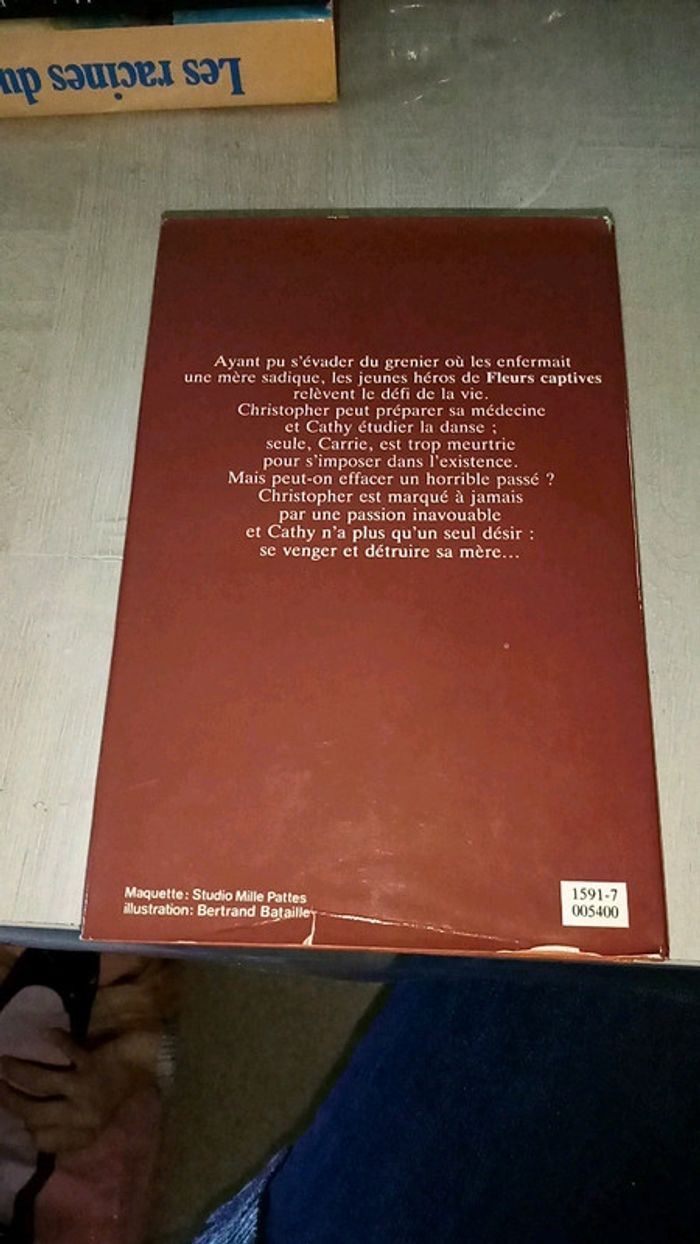 Les racines du
Ayant pu s'évader du grenier où les enfermait
une mère sadique, les jeunes héros de Fleurs captives
relèvent le défi de la vie.
Christopher peut préparer sa médecine
et Cathy étudier la danse ;
seule, Carrie, est trop meurtrie
pour s'imposer dans l'existence.
Mais peut-on effacer un horrible passé ?
Christopher est marqué à jamais
par une passion inavouable
et Cathy n'a plus qu'un seul désir :
se venger et détruire sa mère...
Maquette: Studio Mille Pattes
illustration: Bertrand Bataille
1591-7
005400